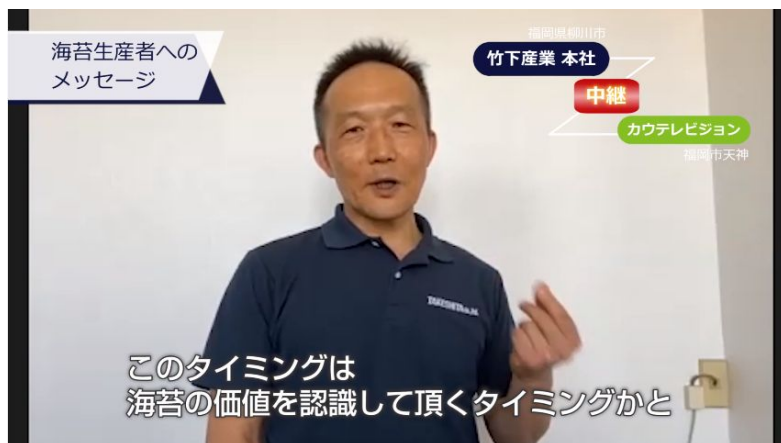 海苔生産者への
メッセージ
福岡県柳川市
竹下産業 本社
中継
カウテレビジョン
福岡市天神
このタイミングは
海苔の価値を認識して頂くタイミングかと